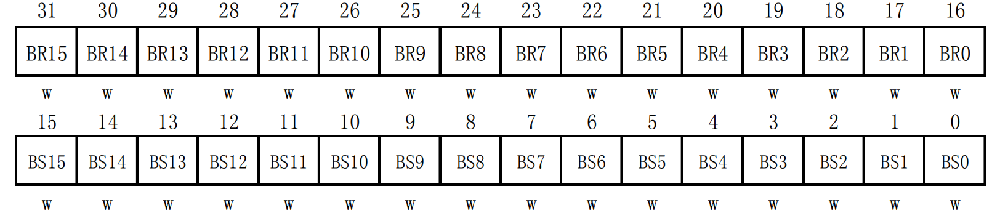 31 30 29 28 27 26 25 24 23 22 21 20 19 18 17 16
BR15 BR14 BR13 BR12 BR11 BR10 BR9 BR8 BR7 BR6 BR5 BR4 BR3 BR2 BR1 BR0
w w w w w w w w w w w w w w w w
15 14 13 12 11 10 9 8 7 6 5 4 3 2 1 0
BS15 BS14 BS13 BS12 BS11 BS10 BS9 BS8 BS7 BS6 BS5 BS4 BS3 BS2 BS1 BS0
w w w w w w w w w w w w w w w w